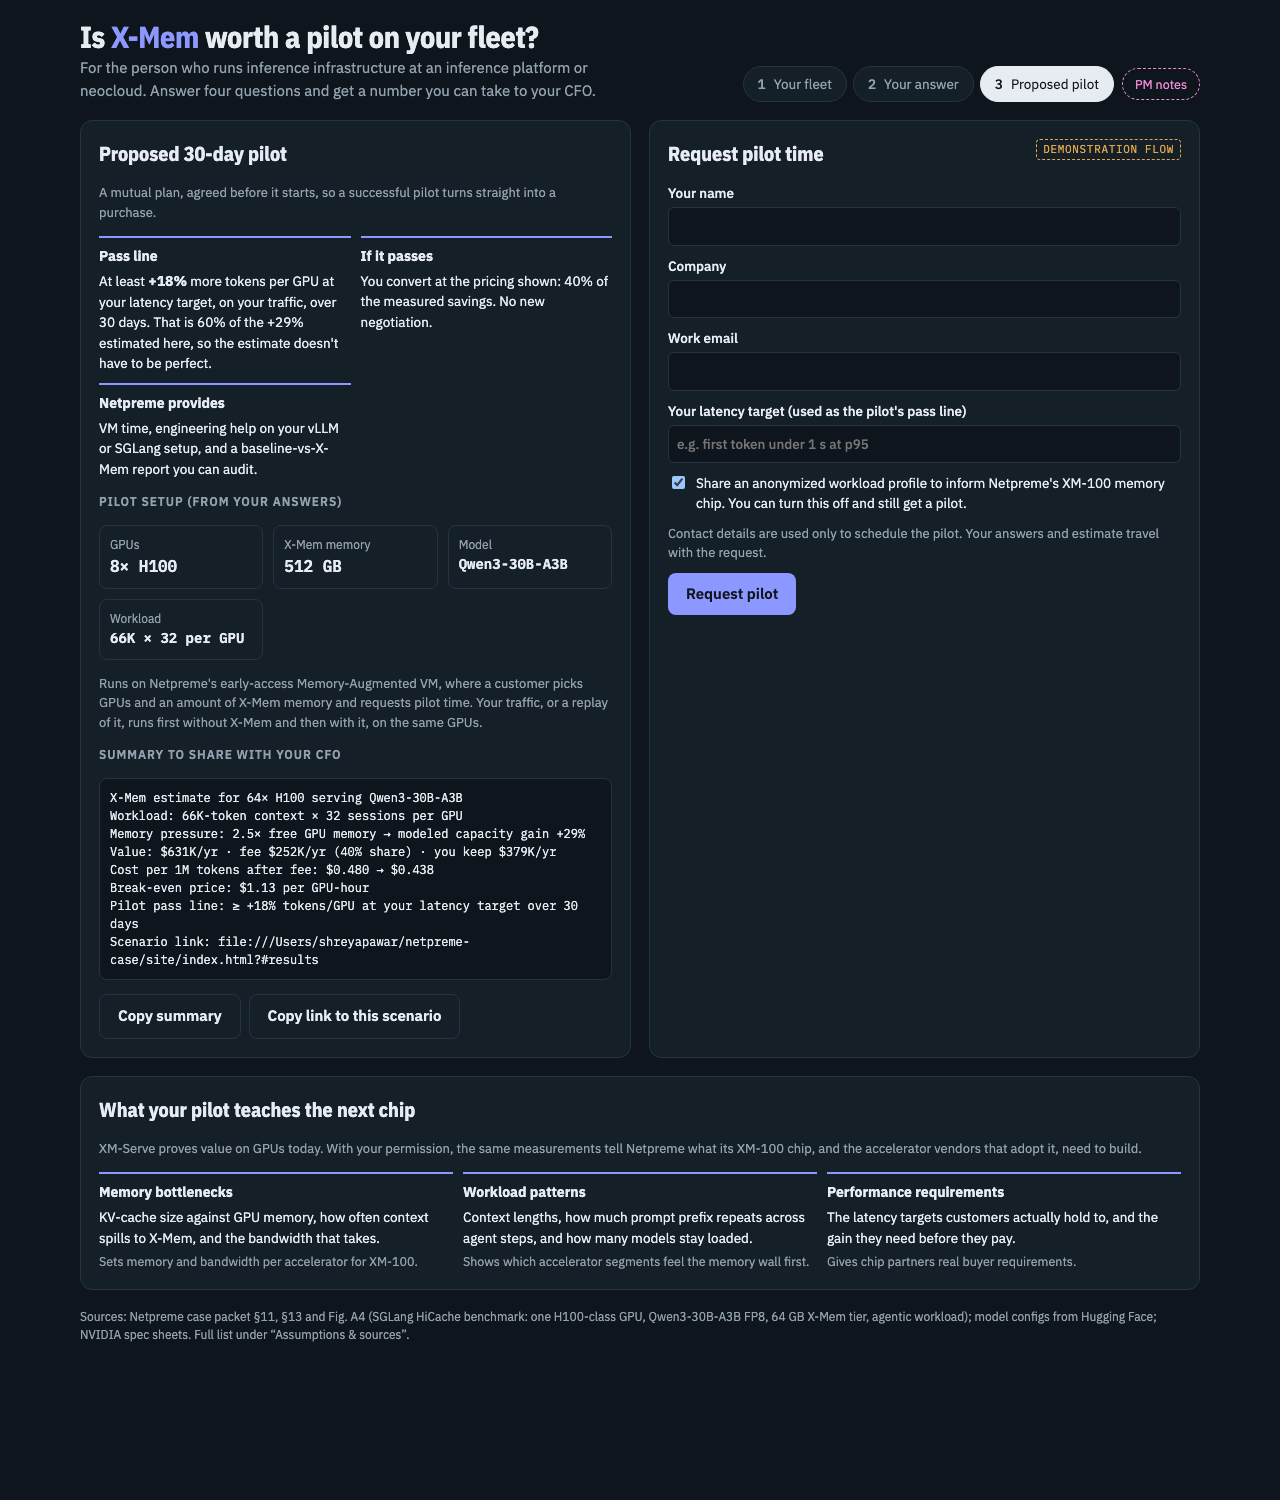 Is X-Mem worth a pilot on your fleet?
For the person who runs inference infrastructure at an inference platform or
neocloud. Answer four questions and get a number you can take to your CFO.
1 Your fleet
2 Your answer
3 Proposed pilot
PM notes
Proposed 30-day pilot
A mutual plan, agreed before it starts, so a successful pilot turns straight into a
purchase.
Pass line
At least +18% more tokens per GPU at
your latency target, on your traffic, over
30 days. That is 60% of the +29%
estimated here, so the estimate doesn't
have to be perfect.
If it passes
You convert at the pricing shown: 40% of
the measured savings. No new
negotiation.
Netpreme provides
VM time, engineering help on your vLLM
or SGLang setup, and a baseline-vs-X-
Mem report you can audit.
PILOT SETUP (FROM YOUR ANSWERS)
GPUs
8× H100
X-Mem memory
512 GB
Model
Qwen3-30B-A3B
Workload
66K × 32 per GPU
Runs on Netpreme's early-access Memory-Augmented VM, where a customer picks
GPUs and an amount of X-Mem memory and requests pilot time. Your traffic, or a replay
of it, runs first without X-Mem and then with it, on the same GPUs.
SUMMARY TO SHARE WITH YOUR CFO
X-Mem estimate for 64× H100 serving Qwen3-30B-A3B
Workload: 66K-token context × 32 sessions per GPU
Memory pressure: 2.5× free GPU memory → modeled capacity gain +29%
Value: $631K/yr · fee $252K/yr (40% share) · you keep $379K/yr
Cost per 1M tokens after fee: $0.480 → $0.438
Break-even price: $1.13 per GPU-hour
Pilot pass line: ≥ +18% tokens/GPU at your latency target over 30
days
Scenario link: file:///Users/shreyapawar/netpreme-
case/site/index.html?#results
Copy summary
Copy link to this scenario
Request pilot time
DEMONSTRATION FLOW
Your name
Company
Work email
Your latency target (used as the pilot's pass line)
e.g. first token under 1 s at p95
Share an anonymized workload profile to inform Netpreme's XM-100 memory
chip. You can turn this off and still get a pilot.
Contact details are used only to schedule the pilot. Your answers and estimate travel
with the request.
Request pilot
What your pilot teaches the next chip
XM-Serve proves value on GPUs today. With your permission, the same measurements tell Netpreme what its XM-100 chip, and the accelerator vendors that adopt it, need to build.
Memory bottlenecks
KV-cache size against GPU memory, how often context
spills to X-Mem, and the bandwidth that takes.
Sets memory and bandwidth per accelerator for XM-100.
Workload patterns
Context lengths, how much prompt prefix repeats across
agent steps, and how many models stay loaded.
Shows which accelerator segments feel the memory wall first.
Performance requirements
The latency targets customers actually hold to, and the
gain they need before they pay.
Gives chip partners real buyer requirements.
Sources: Netpreme case packet §11, §13 and Fig. A4 (SGLang HiCache benchmark: one H100-class GPU, Qwen3-30B-A3B FP8, 64 GB X-Mem tier, agentic workload); model configs from Hugging Face;
NVIDIA spec sheets. Full list under “Assumptions & sources”.